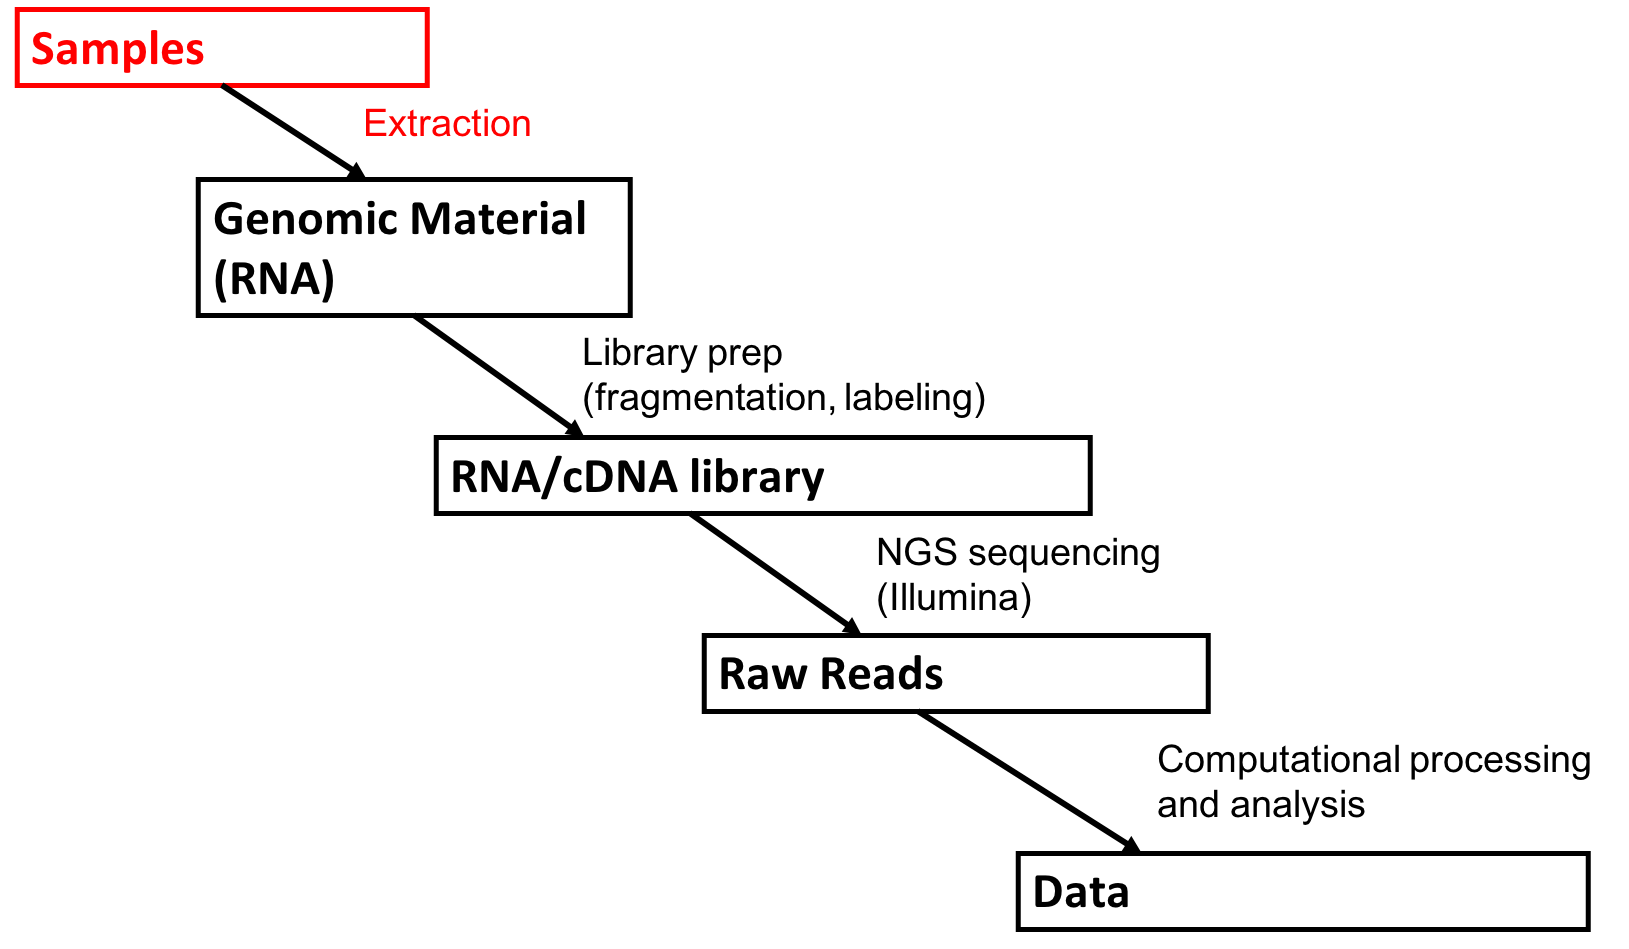 Samples
Extraction
Genomic Material
(RNA)
Library prep
(fragmentation, labeling)
RNA/cDNA library
NGS sequencing
(Illumina)
Raw Reads
Computational processing
and analysis
Data